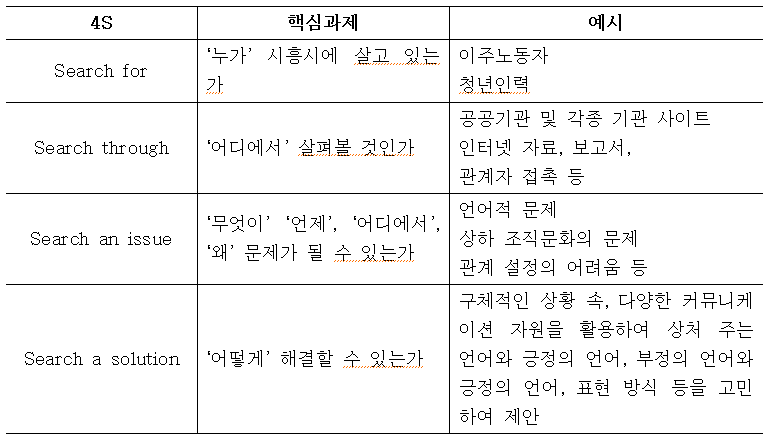 4S 핵심과제 예시
Search for
'누가' 시흥시에 살고 있는
가
이주노동자
청년인력
Search through
'어디에서' 살펴볼 것인가
공공기관 및 각종 기관 사이트
인터넷 자료, 보고서,
관계자 접촉 등
Search an issue
'무엇이' '언제', '어디에서',
'왜' 문제가 될 수 있는가
언어적 문제
상하 조직문화의 문제
관계 설정의 어려움 등
Search a solution
'어떻게' 해결할 수 있는가
구체적인 상황 속, 다양한 커뮤니케
이션 자원을 활용하여 상처 주는
언어와 긍정의 언어, 부정의 언어와
긍정의 언어, 표현 방식 등을 고민
하여 제안